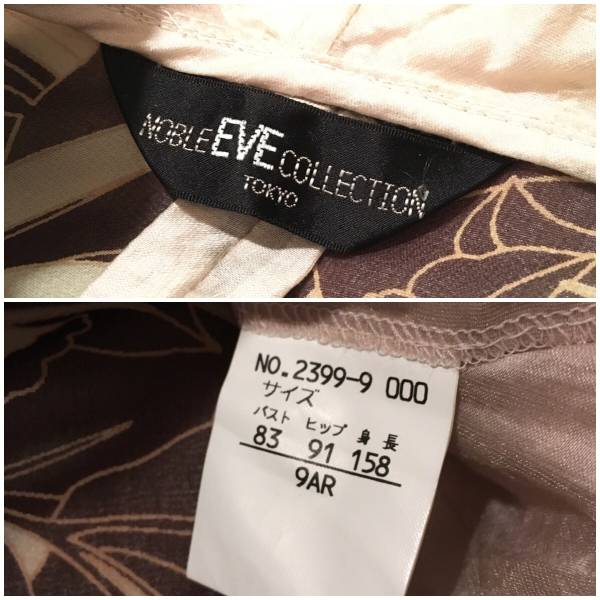 NOBLE EVE COLLECTION
TOKYO
NO.2399-9 000
サイズ
バスト ヒップ 身長
83 91 158
9AR